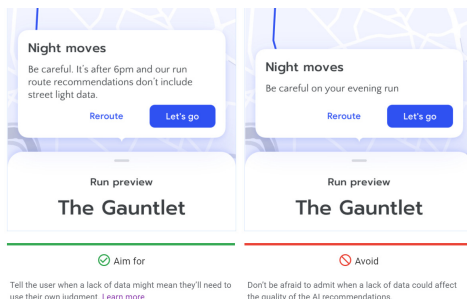 Night moves
Be careful. It's after 6pm and our run
route recommendations don't include
street light data.
Reroute
Let's go
Run preview
The Gauntlet
Aim for
Tell the user when a lack of data might mean they'll need to
use their own judgment. Learn more
Night moves
Be careful on your evening run
Reroute
Let's go
Run preview
The Gauntlet
Avoid
Don't be afraid to admit when a lack of data could affect
the quality of the AI recommendations.